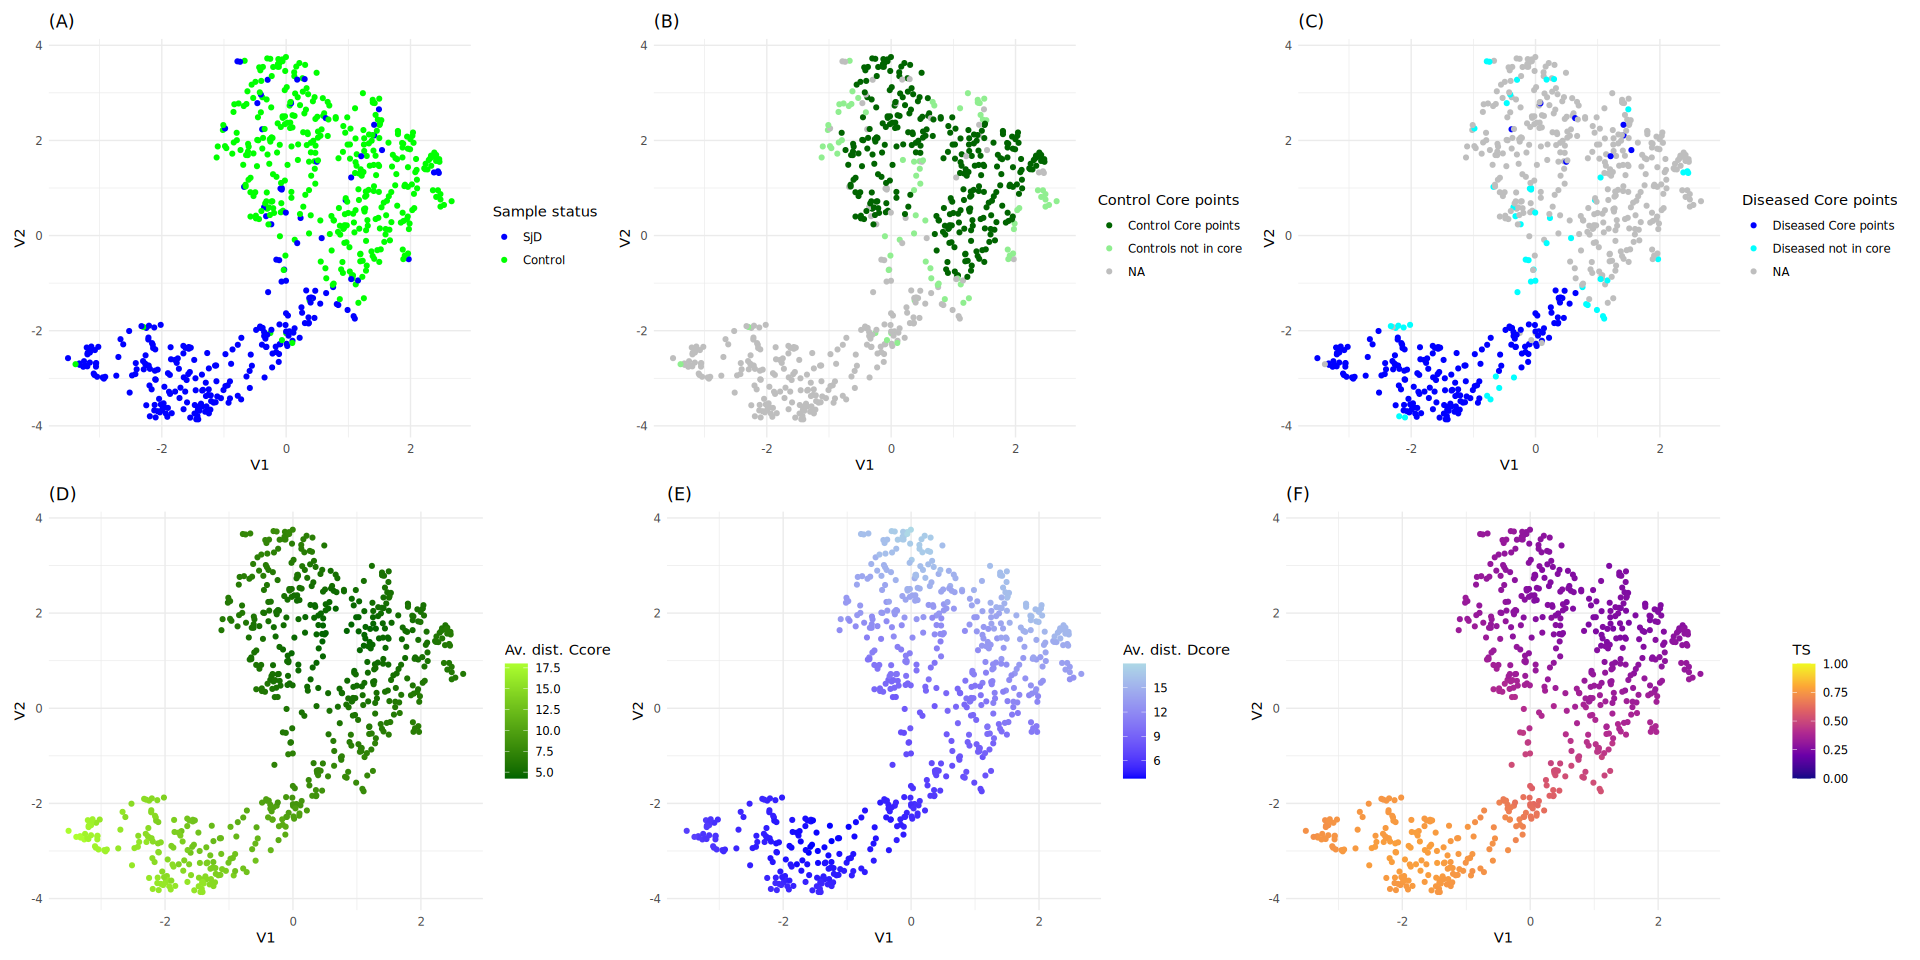 (A)
4
2
0
-2
-4
V2
-2 0 2
V1
Sample status
SjD
Control
(B)
4
2
0
-2
-4
V2
-2 0 2
V1
Control Core points
Control Core points
Controls not in core
NA
(C)
4
2
0
-2
-4
V2
-2 0 2
V1
Diseased Core points
Diseased Core points
Diseased not in core
NA
(D)
4
2
0
-2
-4
V2
-2 0 2
V1
Av. dist. Ccore
17.5
15.0
12.5
10.0
7.5
5.0
(E)
4
2
0
-2
-4
V2
-2 0 2
V1
Av. dist. Dcore
15
12
9
6
(F)
4
2
0
-2
-4
V2
-2 0 2
V1
TS
1.00
0.75
0.50
0.25
0.00